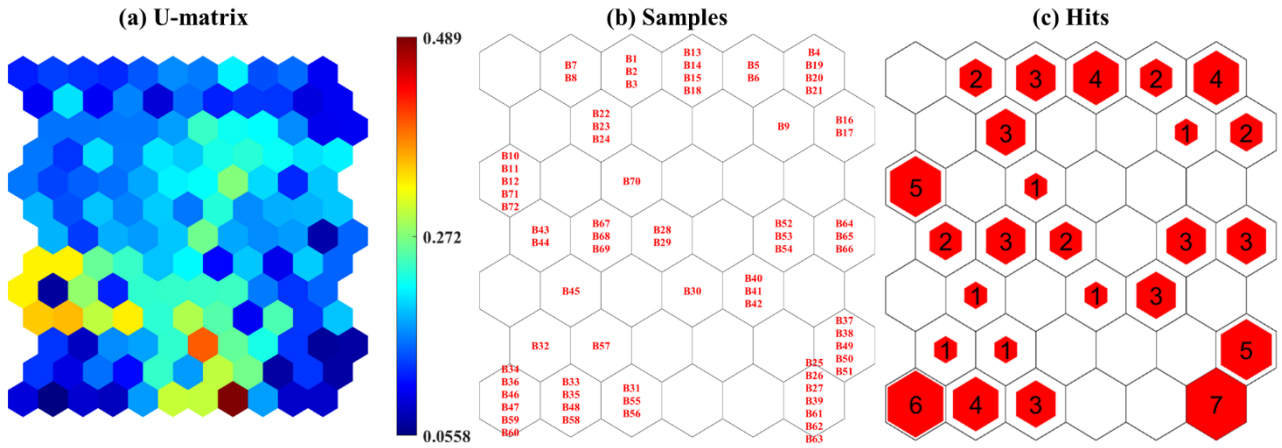 (a) U-matrix
(b) Samples
(c) Hits
0.489
0.272
0.0558
B7
B8
B1
B2
B3
B13
B14
B15
B18
B5
B6
B4
B19
B20
B21
B22
B23
B24
B9
B16
B17
B10
B11
B12
B71
B72
B70
B43
B44
B67
B68
B69
B28
B29
B52
B53
B54
B64
B65
B66
B45
B30
B40
B41
B42
B32
B57
B37
B38
B49
B50
B51
B34
B36
B46
B47
B59
B60
B33
B35
B48
B58
B31
B55
B56
B25
B26
B27
B39
B61
B62
B63
2 3 4 2 4
3 1 2
5 1
2 3 2 3 3
1 1 3
1 1 5
6 4 3 7